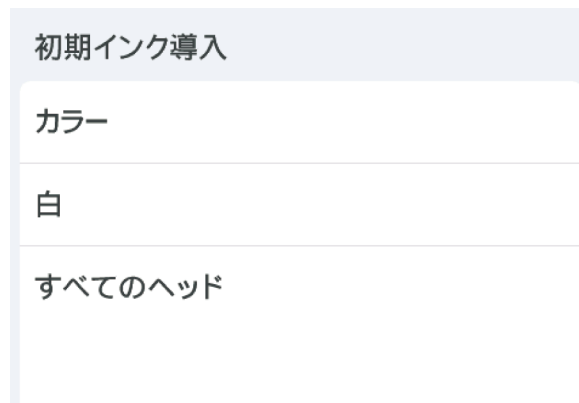 初期インク導入
カラー
白
すべてのヘッド